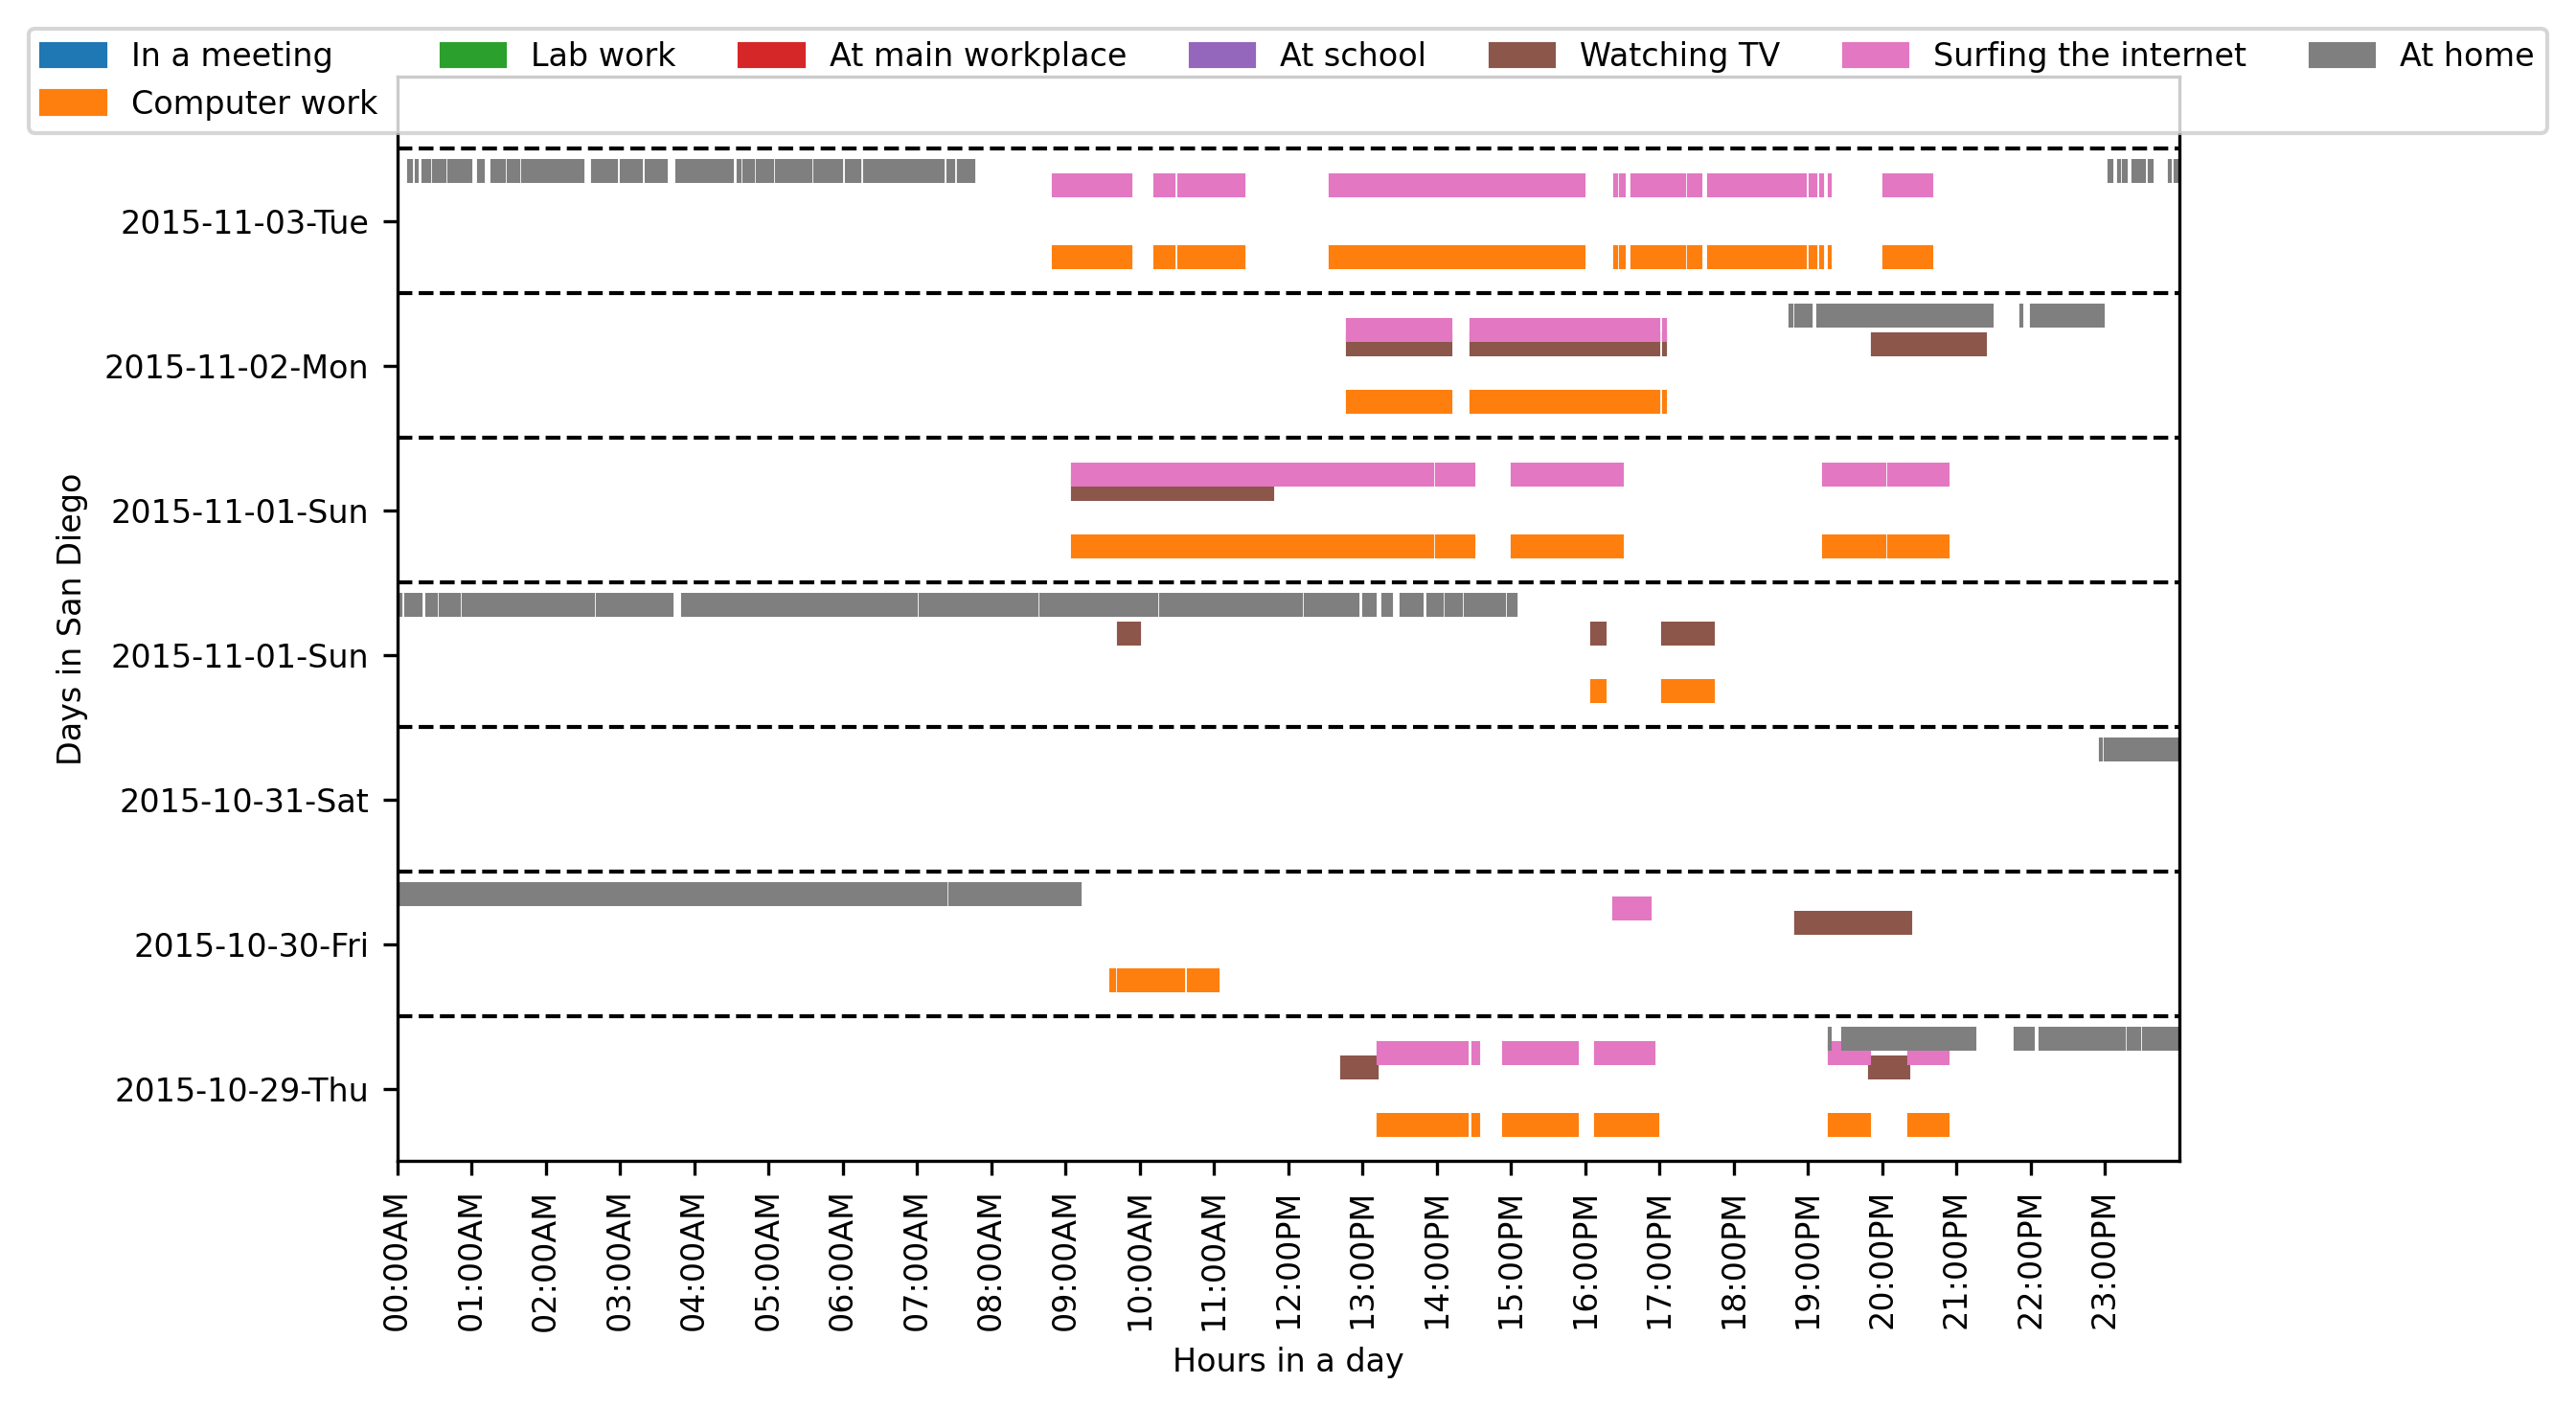 In a meeting Lab work At main workplace At school Watching TV Surfing the internet At home
Computer work
2015-11-03-Tue
2015-11-02-Mon
2015-11-01-Sun
2015-11-01-Sun
2015-10-31-Sat
2015-10-30-Fri
2015-10-29-Thu
Days in San Diego
00:00AM 01:00AM 02:00AM 03:00AM 04:00AM 05:00AM 06:00AM 07:00AM 08:00AM 09:00AM 10:00AM 11:00AM 12:00PM 13:00PM 14:00PM 15:00PM 16:00PM 17:00PM 18:00PM 19:00PM 20:00PM 21:00PM 22:00PM 23:00PM
Hours in a day